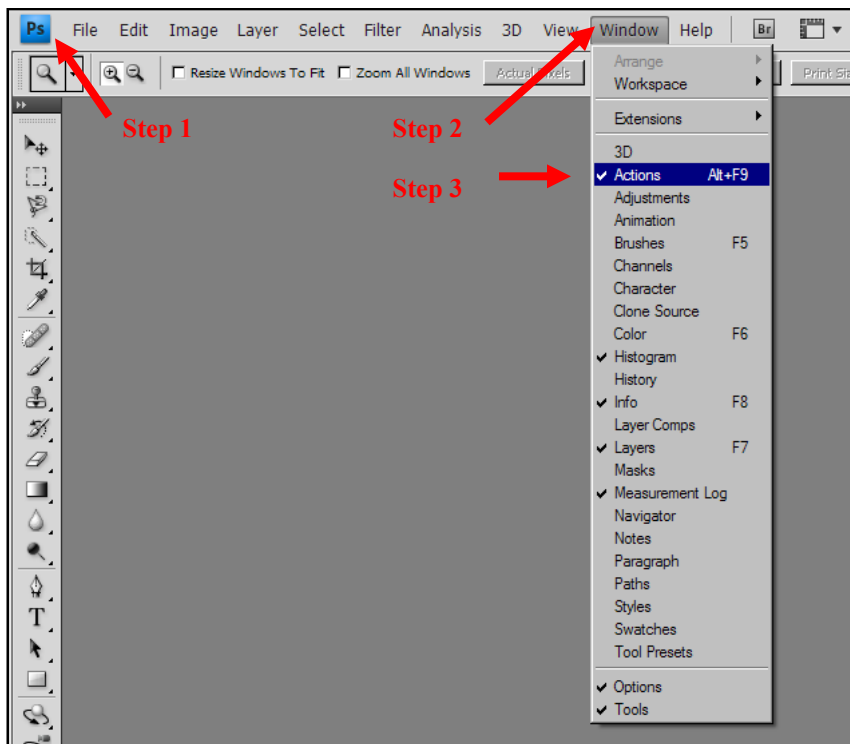 Ps File Edit Image Layer Select Filter Analysis 3D View Window Help Br
Resize Windows To Fit Zoom All Windows Actual Pixels Print
Step 1
Step 2
Step 3
Arrange
Workspace
Extensions
3D
Actions Alt+F9
Adjustments
Animation
Brushes F5
Channels
Character
Clone Source
Color F6
Histogram
History
Info F8
Layer Comps
Layers F7
Masks
Measurement Log
Navigator
Notes
Paragraph
Paths
Styles
Swatches
Tool Presets
Options
Tools
T